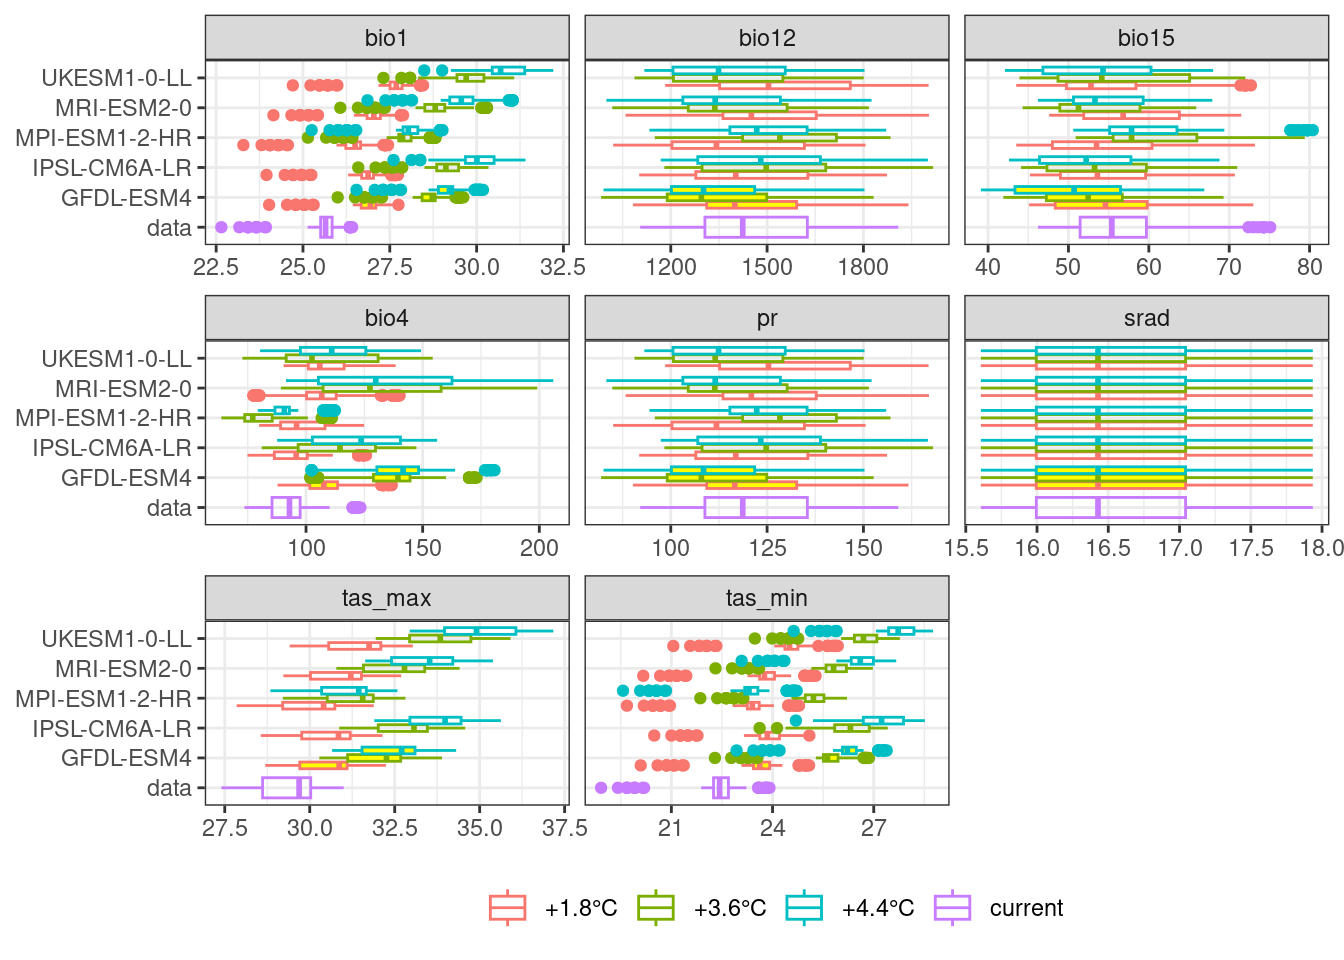 bio1 bio12 bio15
UKESM1-0-LL
MRI-ESM2-0
MPI-ESM1-2-HR
IPSL-CM6A-LR
GFDL-ESM4
data
22.5 25.0 27.5 30.0 32.5 1200 1500 1800 40 50 60 70 80
bio4 pr srad
UKESM1-0-LL
MRI-ESM2-0
MPI-ESM1-2-HR
IPSL-CM6A-LR
GFDL-ESM4
data
100 150 200 100 125 150 15.5 16.0 16.5 17.0 17.5 18.0
tas_max tas_min
UKESM1-0-LL
MRI-ESM2-0
MPI-ESM1-2-HR
IPSL-CM6A-LR
GFDL-ESM4
data
27.5 30.0 32.5 35.0 37.5 21 24 27
+1.8°C +3.6°C +4.4°C current